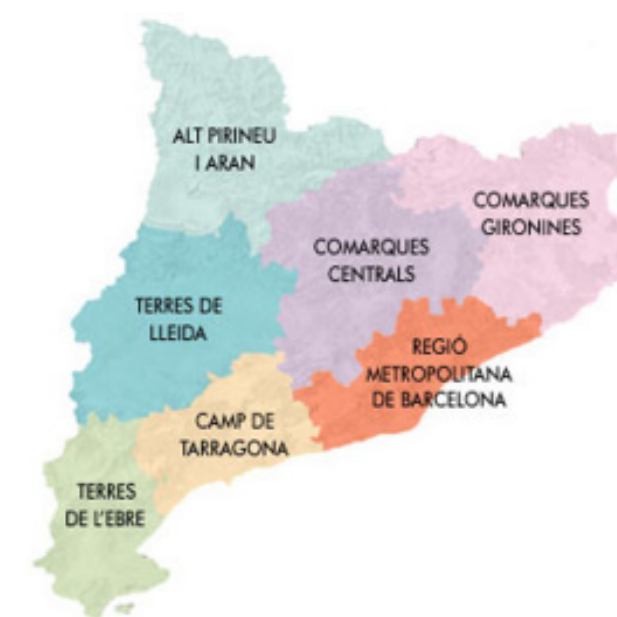 ALT PIRINEU
I ARAN
COMARQUES
GIRONINES
COMARQUES
CENTRALS
TERRES DE
LLEIDA
REGIÓ
METROPOLITANA
DE BARCELONA
CAMP DE
TARRAGONA
TERRES
DE L'EBRE